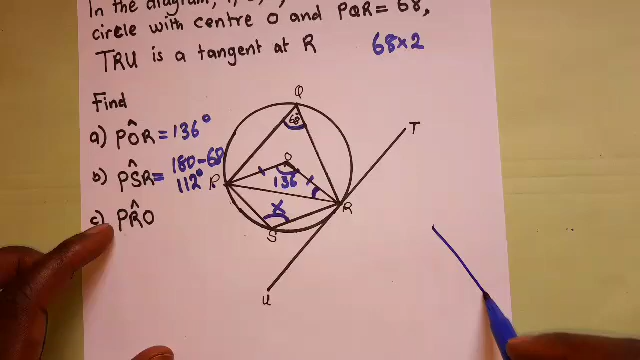 In the diagram,
circle with centre O and PQR = 68,
TRU is a tangent at R
68×2
Find
a) PÔR = 136°
b) PŜR = 180-68
112°
c) PR̂O
Q
68
T
O
136
P
R
X
S
U